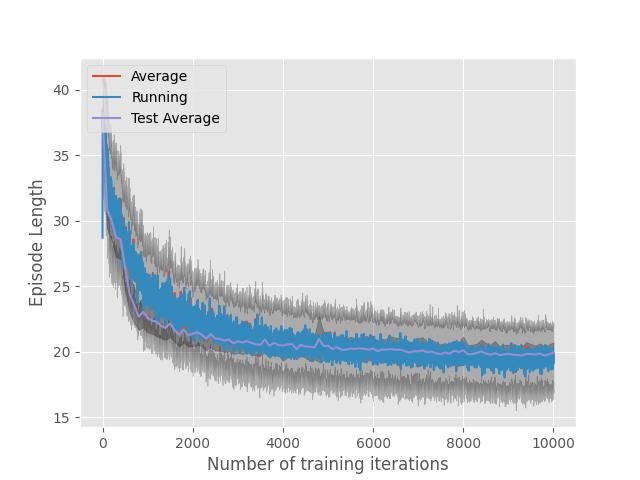 Average
Running
Test Average
40
35
30
25
20
15
Episode Length
0
2000
4000
6000
8000
10000
Number of training iterations